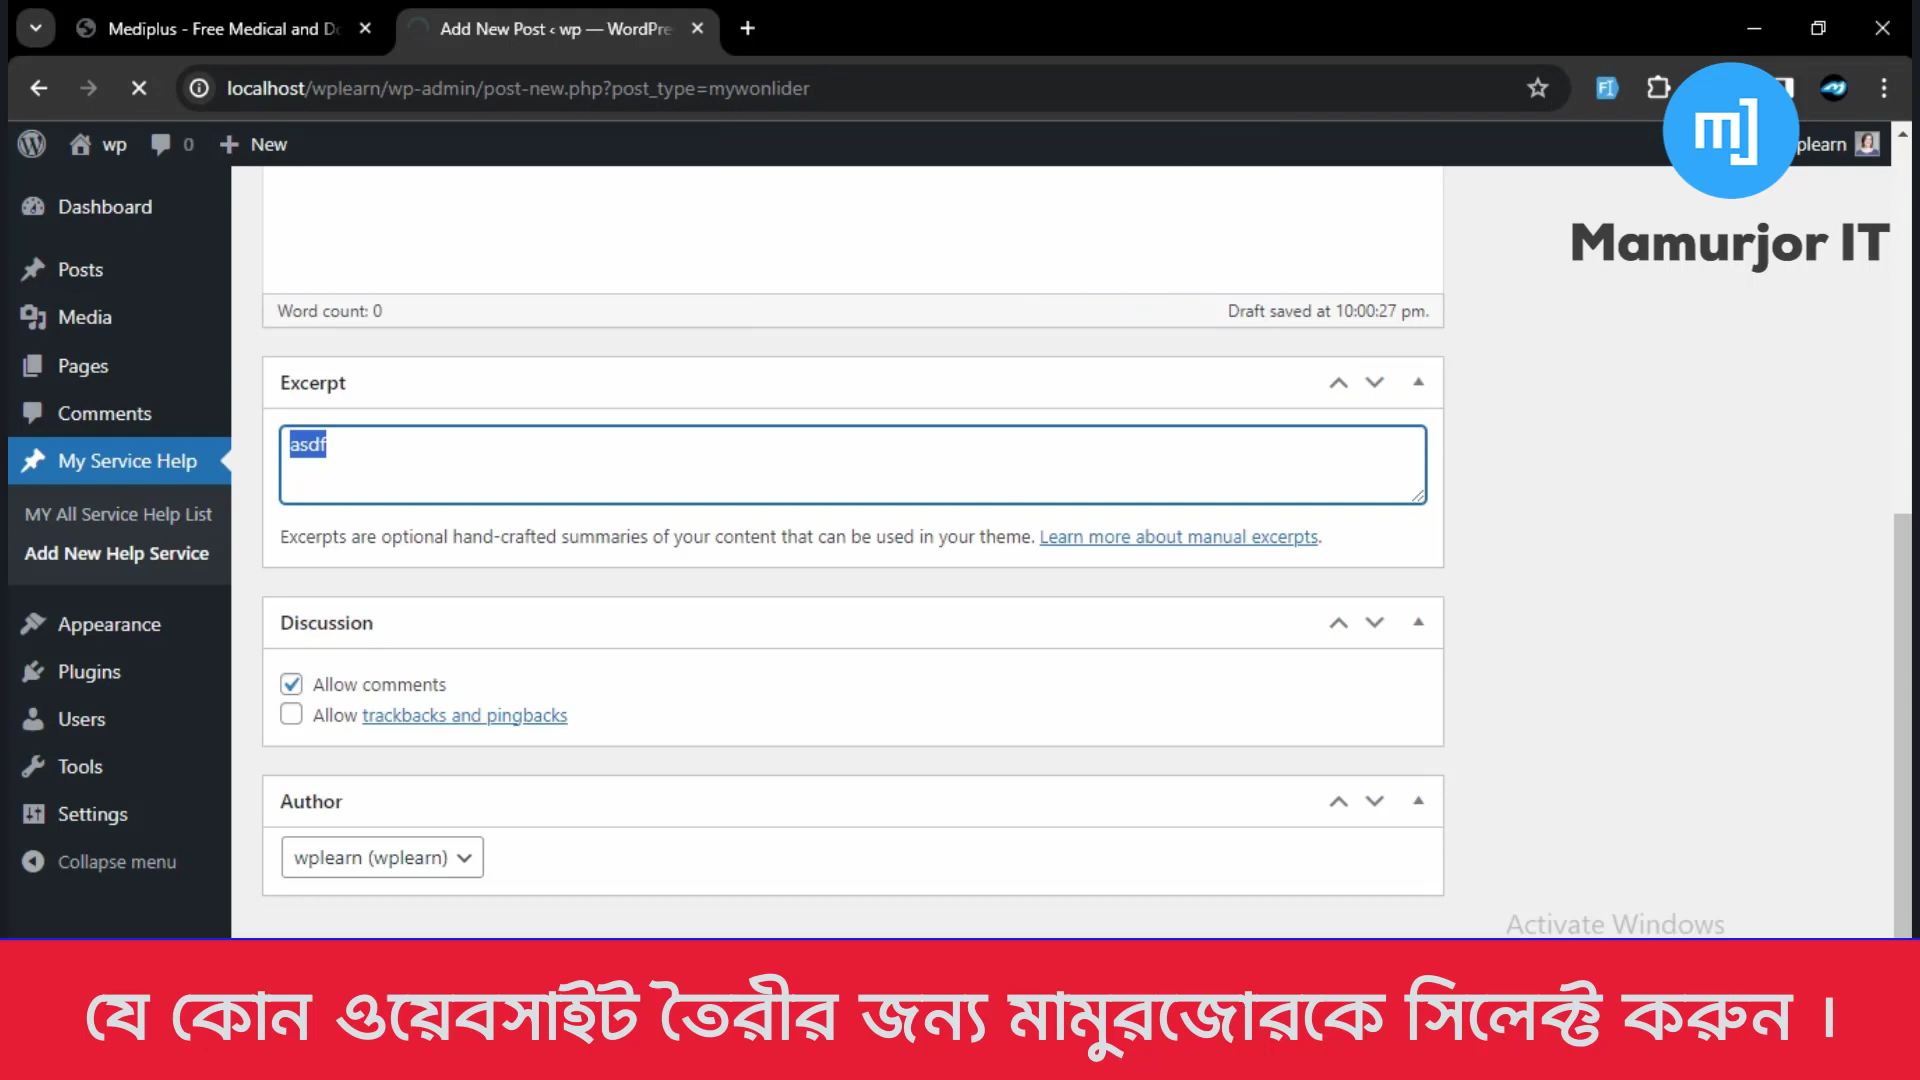 Mediplus - Free Medical and Do
Add New Post ‹ wp — WordPre
localhost/wplearn/wp-admin/post-new.php?post_type=mywonlider
wp
0
New
plearn
mj
Mamurjor IT
Dashboard
Posts
Media
Pages
Comments
My Service Help
MY All Service Help List
Add New Help Service
Appearance
Plugins
Users
Tools
Settings
Collapse menu
Word count: 0
Draft saved at 10:00:27 pm.
Excerpt
asdf
Excerpts are optional hand-crafted summaries of your content that can be used in your theme. Learn more about manual excerpts.
Discussion
Allow comments
Allow trackbacks and pingbacks
Author
wplearn (wplearn)
Activate Windows
যে কোন ওয়েবসাইট তৈরীর জন্য মামুরজোরকে সিলেক্ট করুন ।